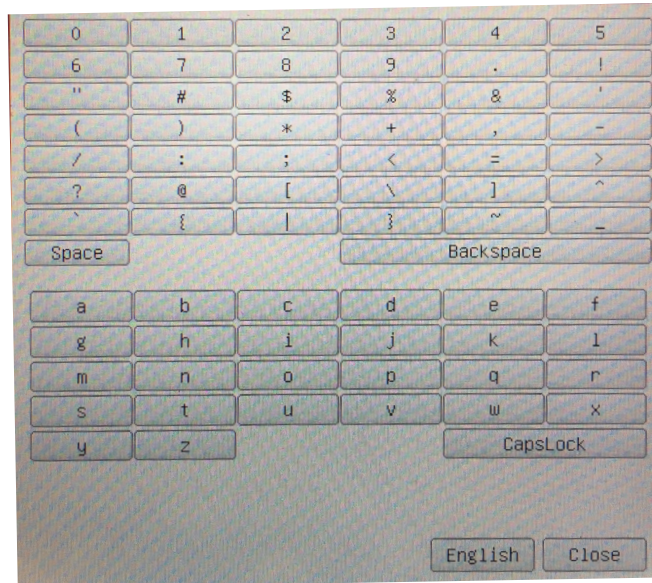 0 1 2 3 4 5
6 7 8 9 . !
" # $ % & '
( ) * + , -
/ : ; < = >
? @ [ \ ] ^
` { | } ~ _
Space Backspace
a b c d e f
g h i j k l
m n o p q r
s t u v w x
y z CapsLock
English Close